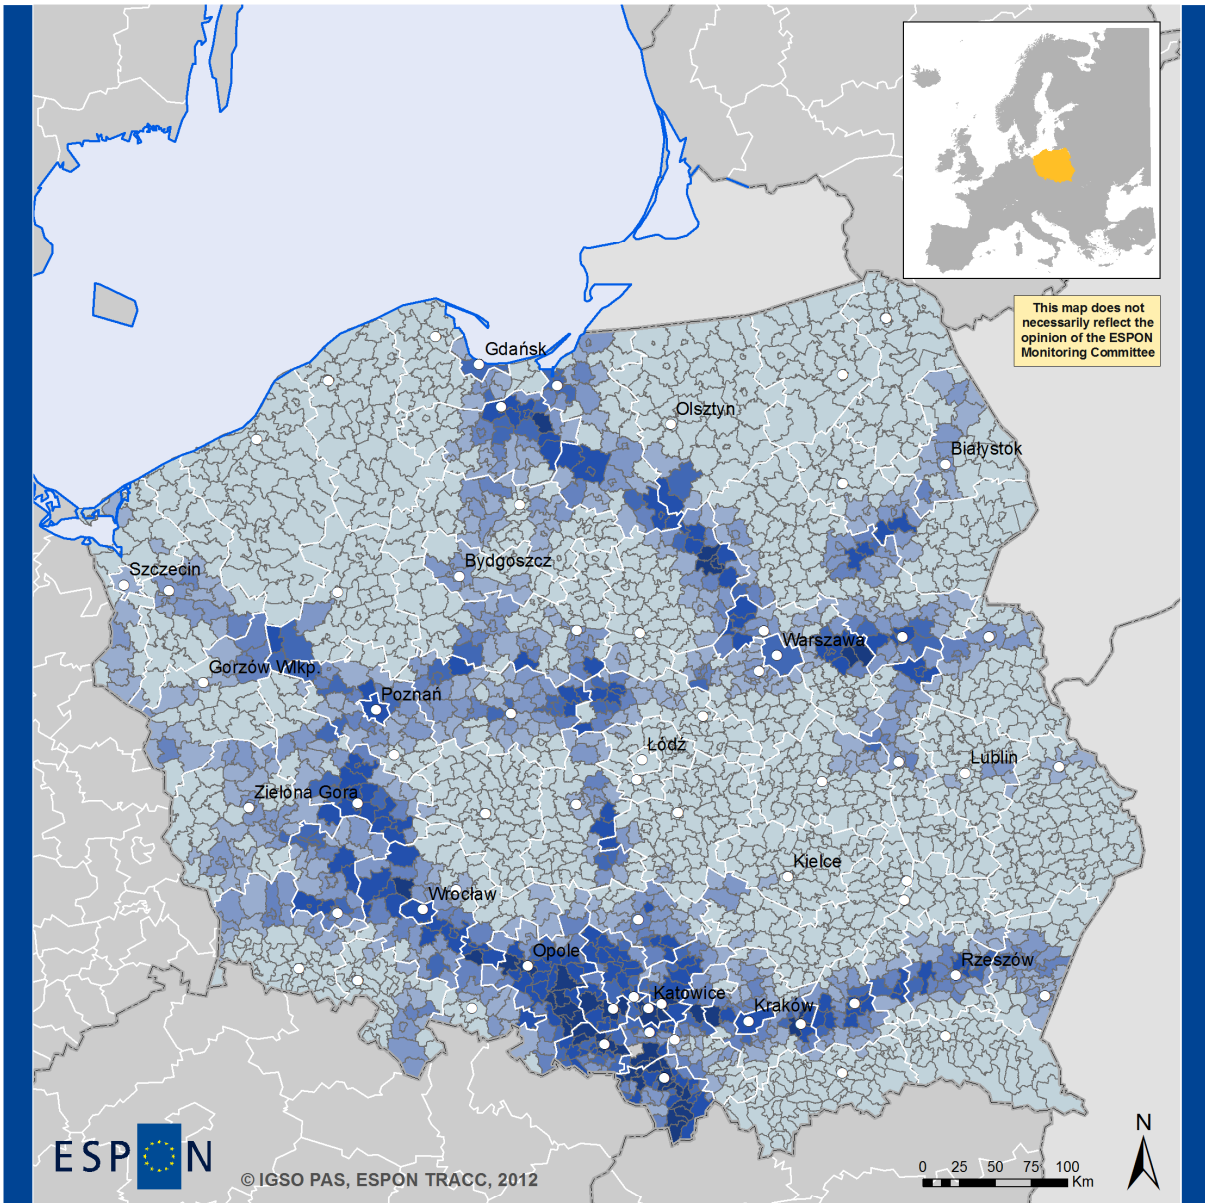 This map does not
necessarily reflect the
opinion of the ESPON
Monitoring Committee
Gdańsk
Olsztyn
Białystok
Szczecin
Bydgoszcz
Warszawa
Gorzów Wlkp.
Poznań
Łódź
Lublin
Zielona Gora
Kielce
Wrocław
Opole
Rzeszów
Katowice
Kraków
ESPON
© IGSO PAS, ESPON TRACC, 2012
N
0 25 50 75 100
Km